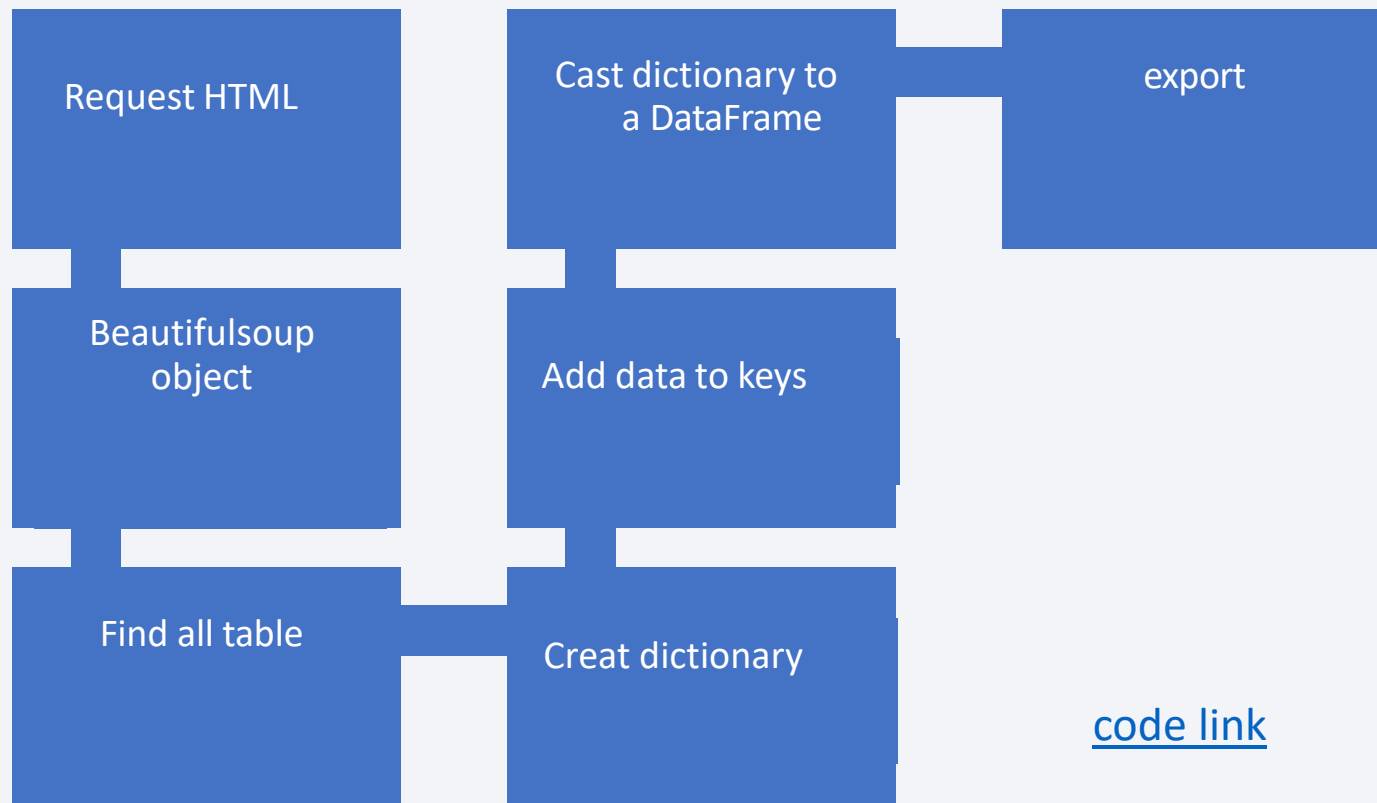 Request HTML
Beautifulsoup
object
Find all table
Creat dictionary
Add data to keys
Cast dictionary to
a DataFrame
export
code link